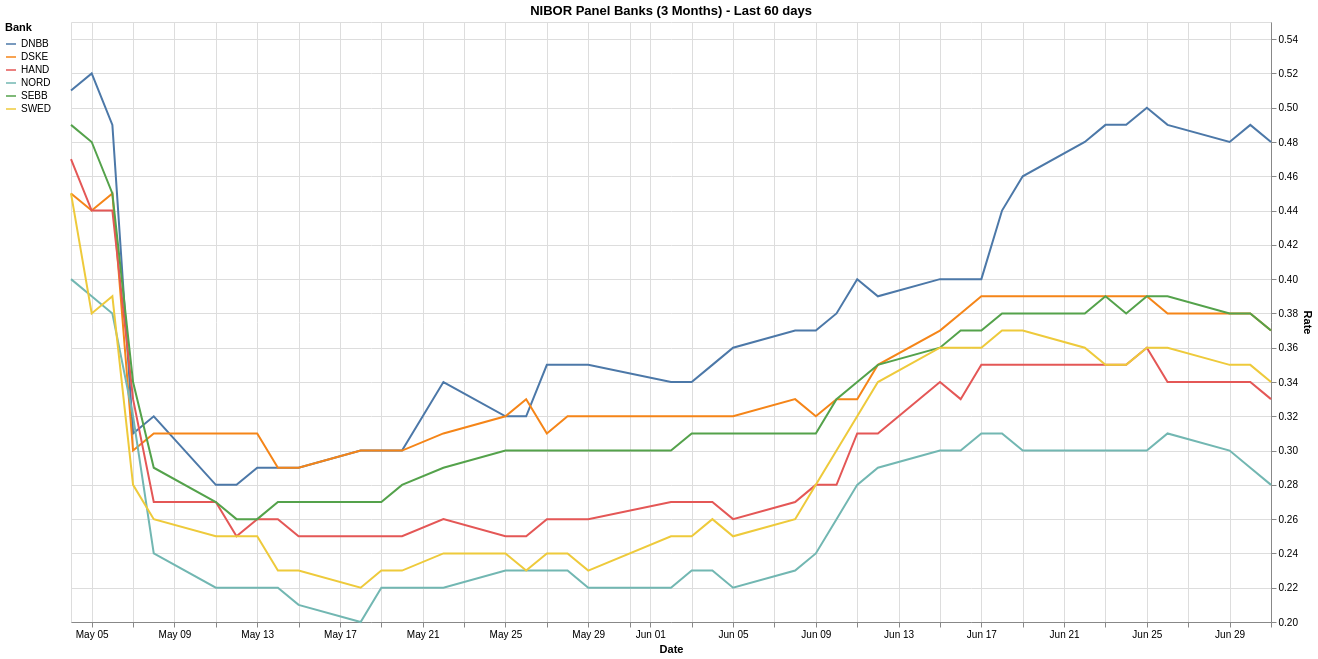 NIBOR Panel Banks (3 Months) - Last 60 days
Bank
DNBB
DSKE
HAND
NORD
SEBB
SWED
0.54
0.52
0.50
0.48
0.46
0.44
0.42
0.40
0.38
0.36
0.34
0.32
0.30
0.28
0.26
0.24
0.22
0.20
Rate
May 05 May 09 May 13 May 17 May 21 May 25 May 29 Jun 01 Jun 05 Jun 09 Jun 13 Jun 17 Jun 21 Jun 25 Jun 29
Date